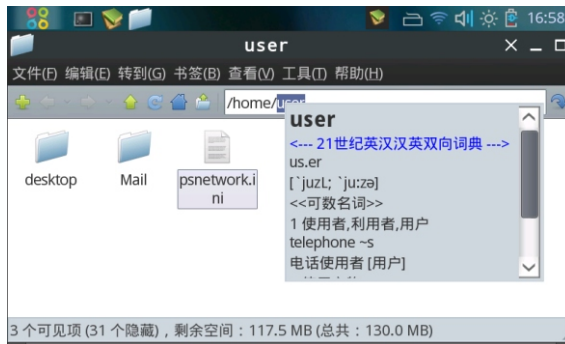 16:58
user
文件(F) 编辑(E) 转到(G) 书签(B) 查看(V) 工具(T) 帮助(H)
/home/user
user
<--- 21世纪英汉汉英双向词典 --->
us.er
[`juzL; `ju:zə]
<<可数名词>>
1 使用者,利用者,用户
telephone ~s
电话使用者 [用户]
desktop
Mail
psnetwork.i
ni
3 个可见项 (31 个隐藏) , 剩余空间 : 117.5 MB (总共 : 130.0 MB)